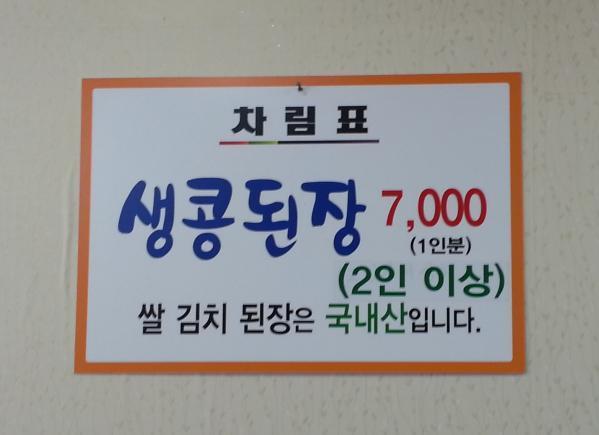 차림표
생콩된장 7,000
(1인분)
(2인 이상)
쌀 김치 된장은 국내산입니다.